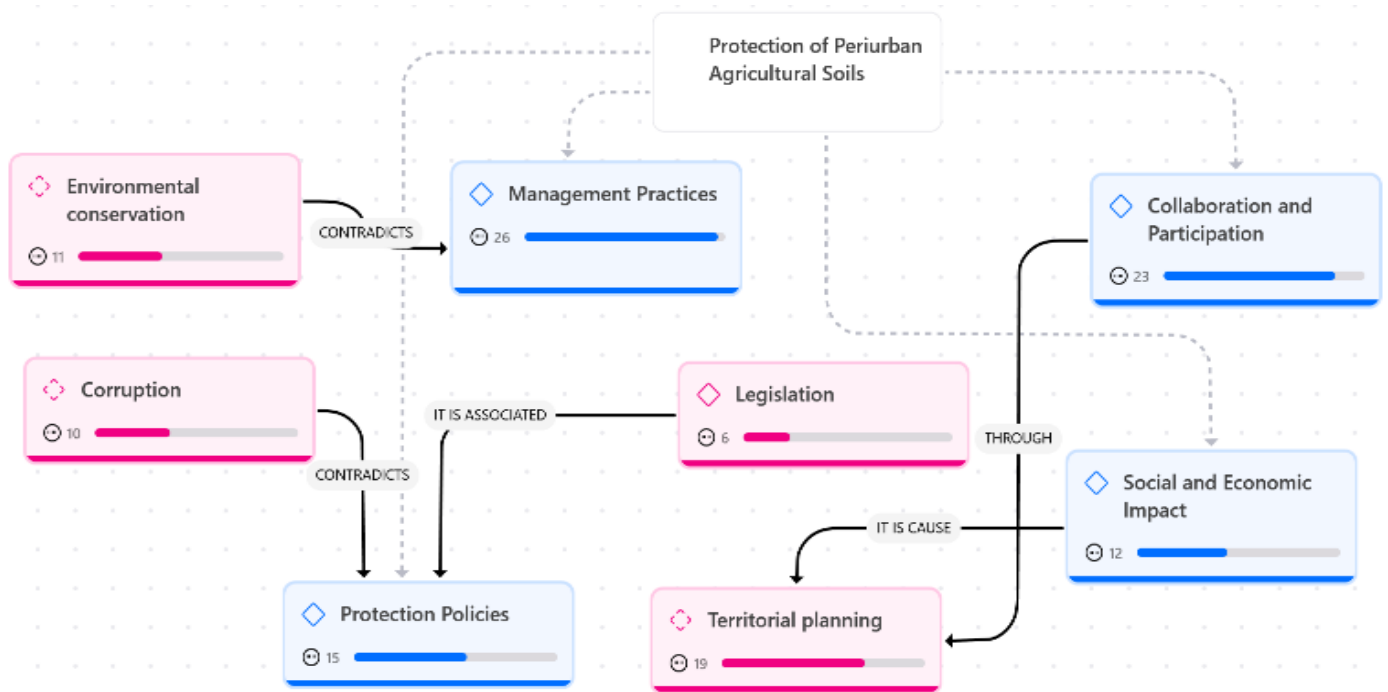 Protection of Periurban
Agricultural Soils
Environmental
conservation
11
CONTRADICTS
Management Practices
26
Collaboration and
Participation
23
Corruption
10
CONTRADICTS
IT IS ASSOCIATED
Legislation
6
THROUGH
Social and Economic
Impact
12
IT IS CAUSE
Protection Policies
15
Territorial planning
19